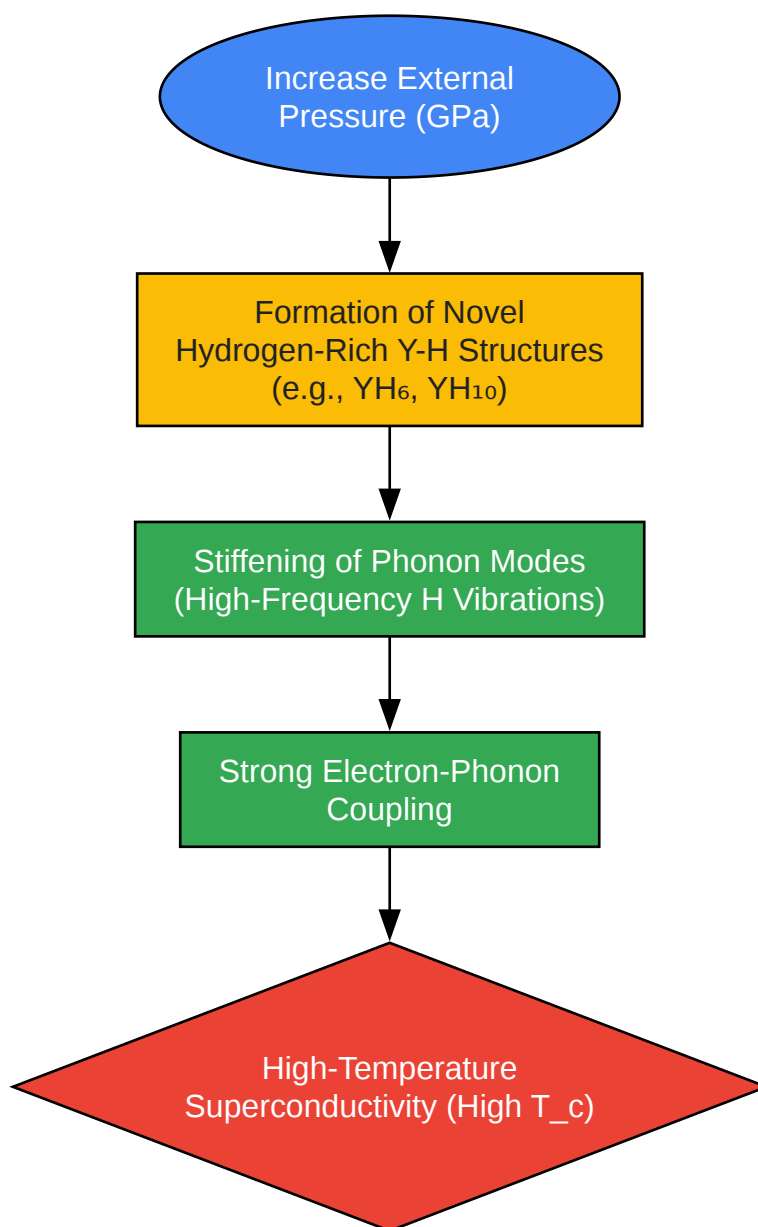 Increase External
Pressure (GPa)
Formation of Novel
Hydrogen-Rich Y-H Structures
(e.g., YH₆, YH₁₀)
Stiffening of Phonon Modes
(High-Frequency H Vibrations)
Strong Electron-Phonon
Coupling
High-Temperature
Superconductivity (High T_c)